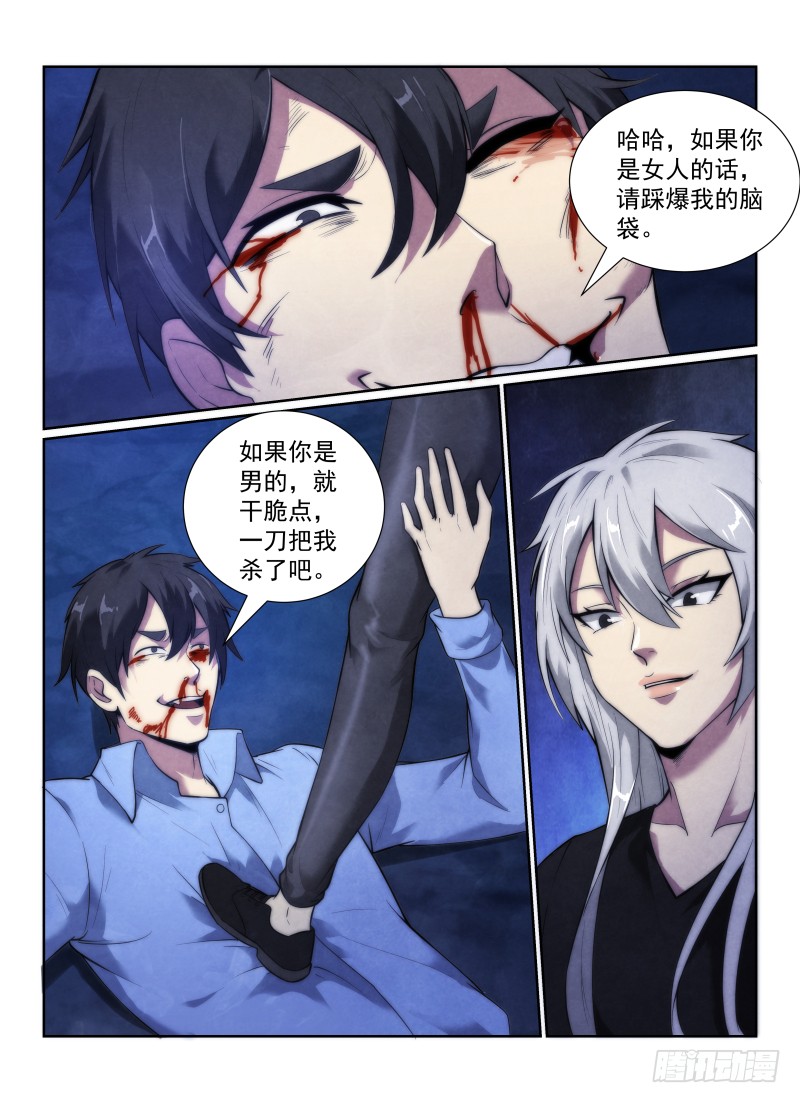 哈哈，如果你
是女人的话，
请踩爆我的脑
袋。
如果你是
男的，就
干脆点，
一刀把我
杀了吧。
腾讯动漫